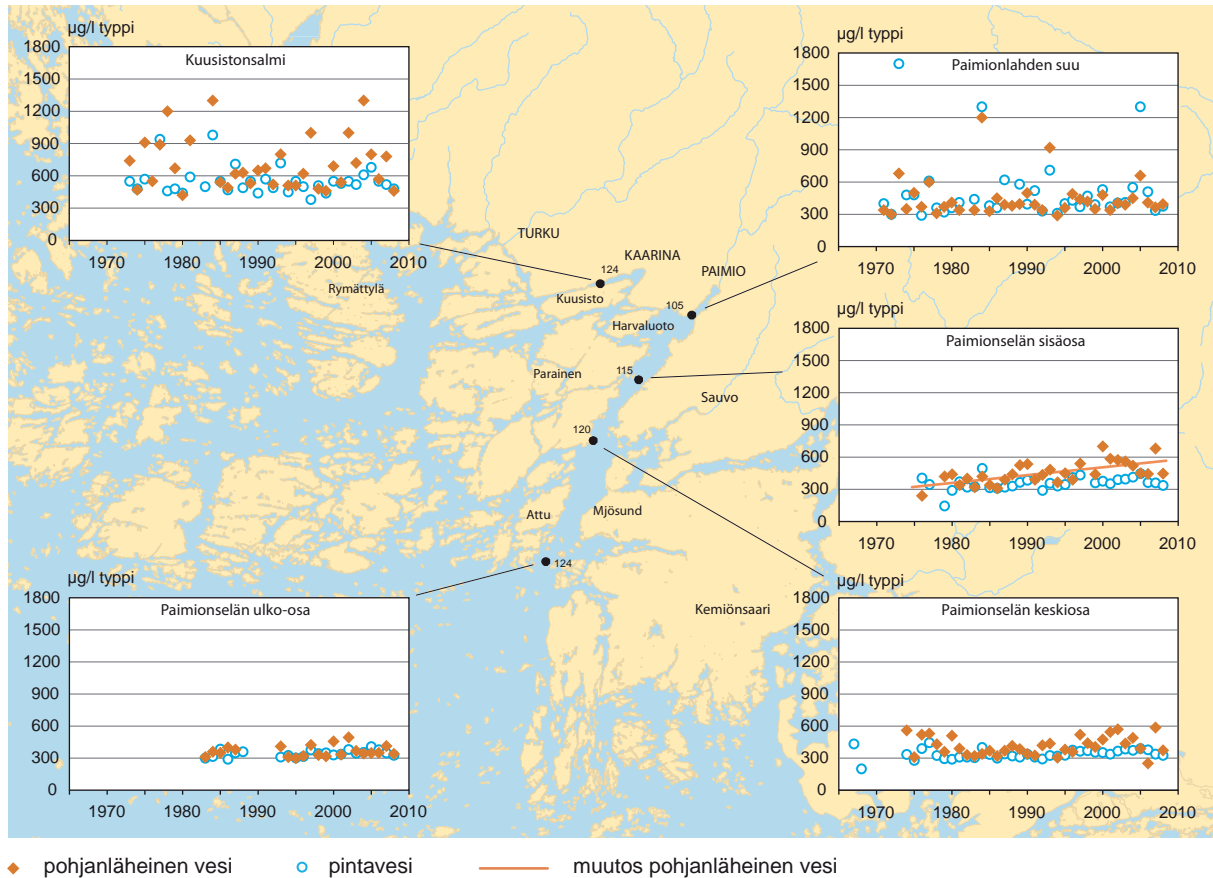 µg/l typpi
1800
1500
1200
900
600
300
0
Kuusistonsalmi
1970 1980 1990 2000 2010
µg/l typpi
1800
1500
1200
900
600
300
0
Paimionlahden suu
1970 1980 1990 2000 2010
TURKU
KAARINA
PAIMIO
124
Rymättylä
Kuusisto
105
Harvaluoto
Parainen
115
Sauvo
120
Attu
Mjösund
124
Kemiönsaari
µg/l typpi
1800
1500
1200
900
600
300
0
Paimionselän sisäosa
1970 1980 1990 2000 2010
µg/l typpi
1800
1500
1200
900
600
300
0
Paimionselän ulko-osa
1970 1980 1990 2000 2010
µg/l typpi
1800
1500
1200
900
600
300
0
Paimionselän keskiosa
1970 1980 1990 2000 2010
pohjanläheinen vesi pintavesi muutos pohjanläheinen vesi